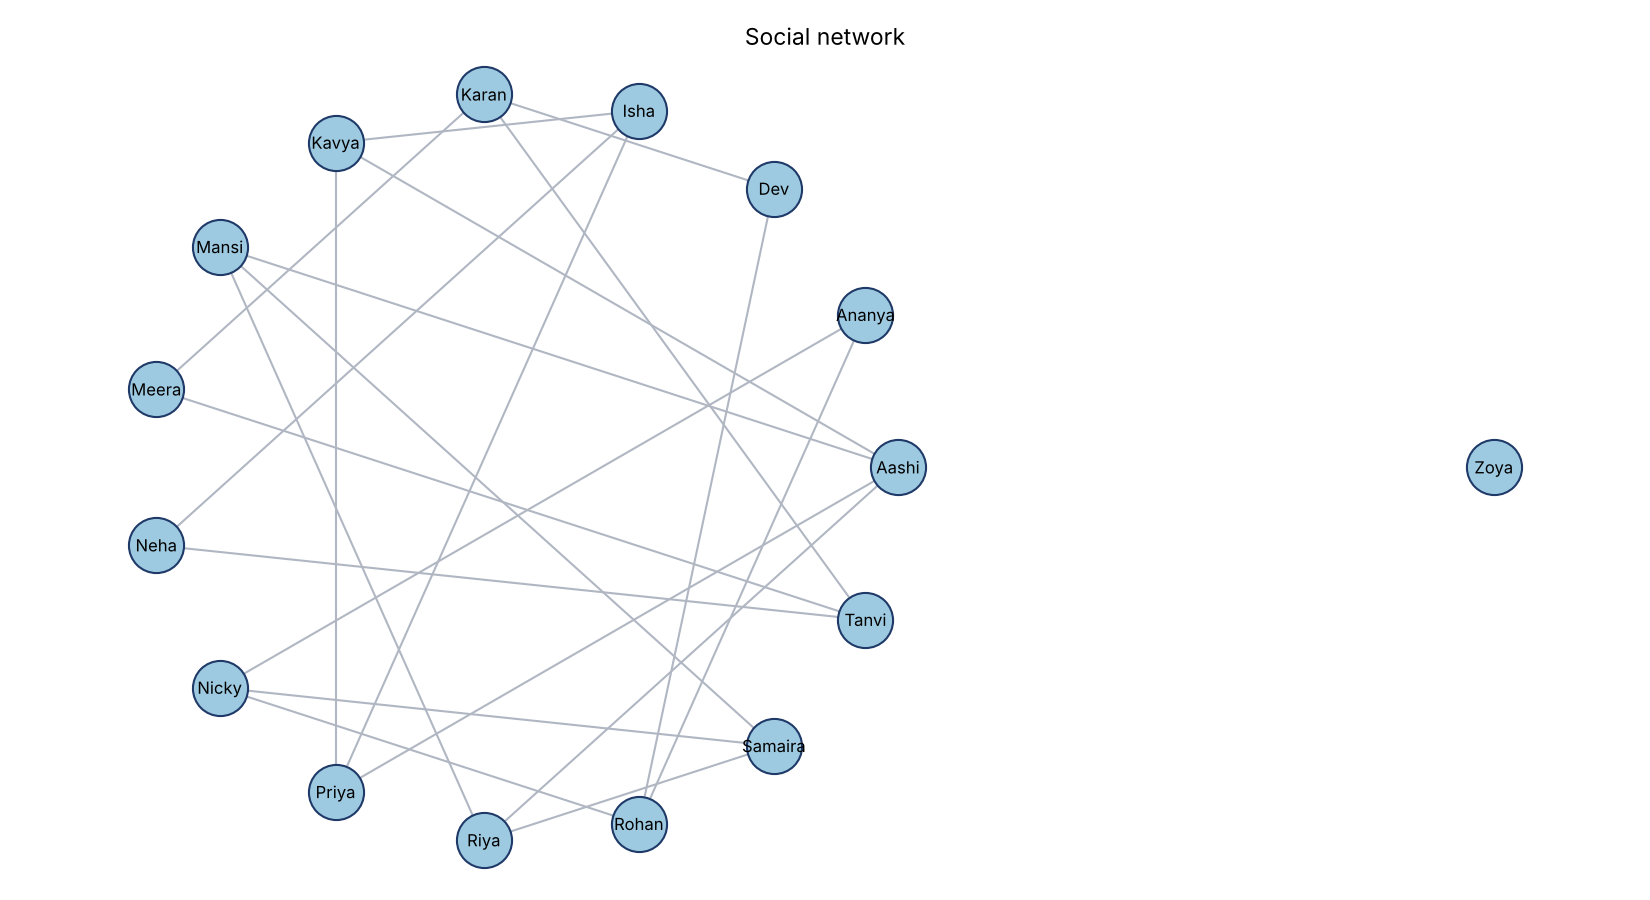 Social network
Karan
Isha
Kavya
Dev
Mansi
Ananya
Meera
Aashi
Zoya
Neha
Tanvi
Nicky
Samaira
Priya
Rohan
Riya